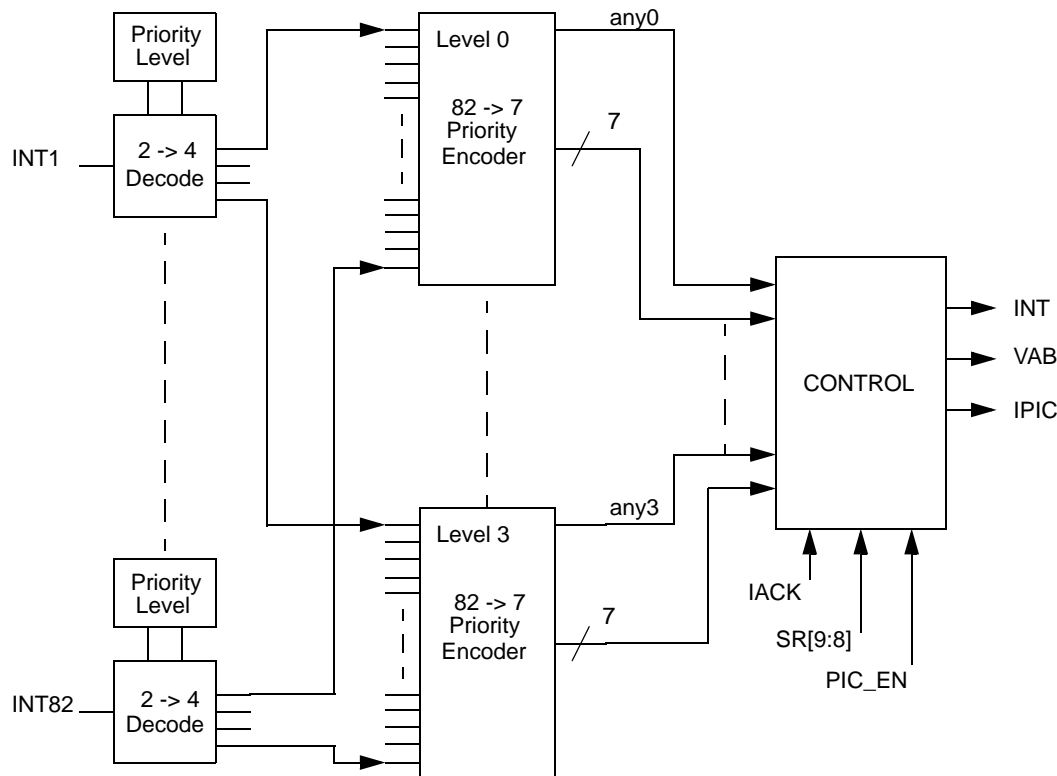 Priority
Level
INT1
2 -> 4
Decode
Level 0
82 -> 7
Priority
Encoder
any0
7
CONTROL
INT
VAB
IPIC
IACK
SR[9:8]
PIC_EN
Priority
Level
INT82
2 -> 4
Decode
Level 3
82 -> 7
Priority
Encoder
any3
7